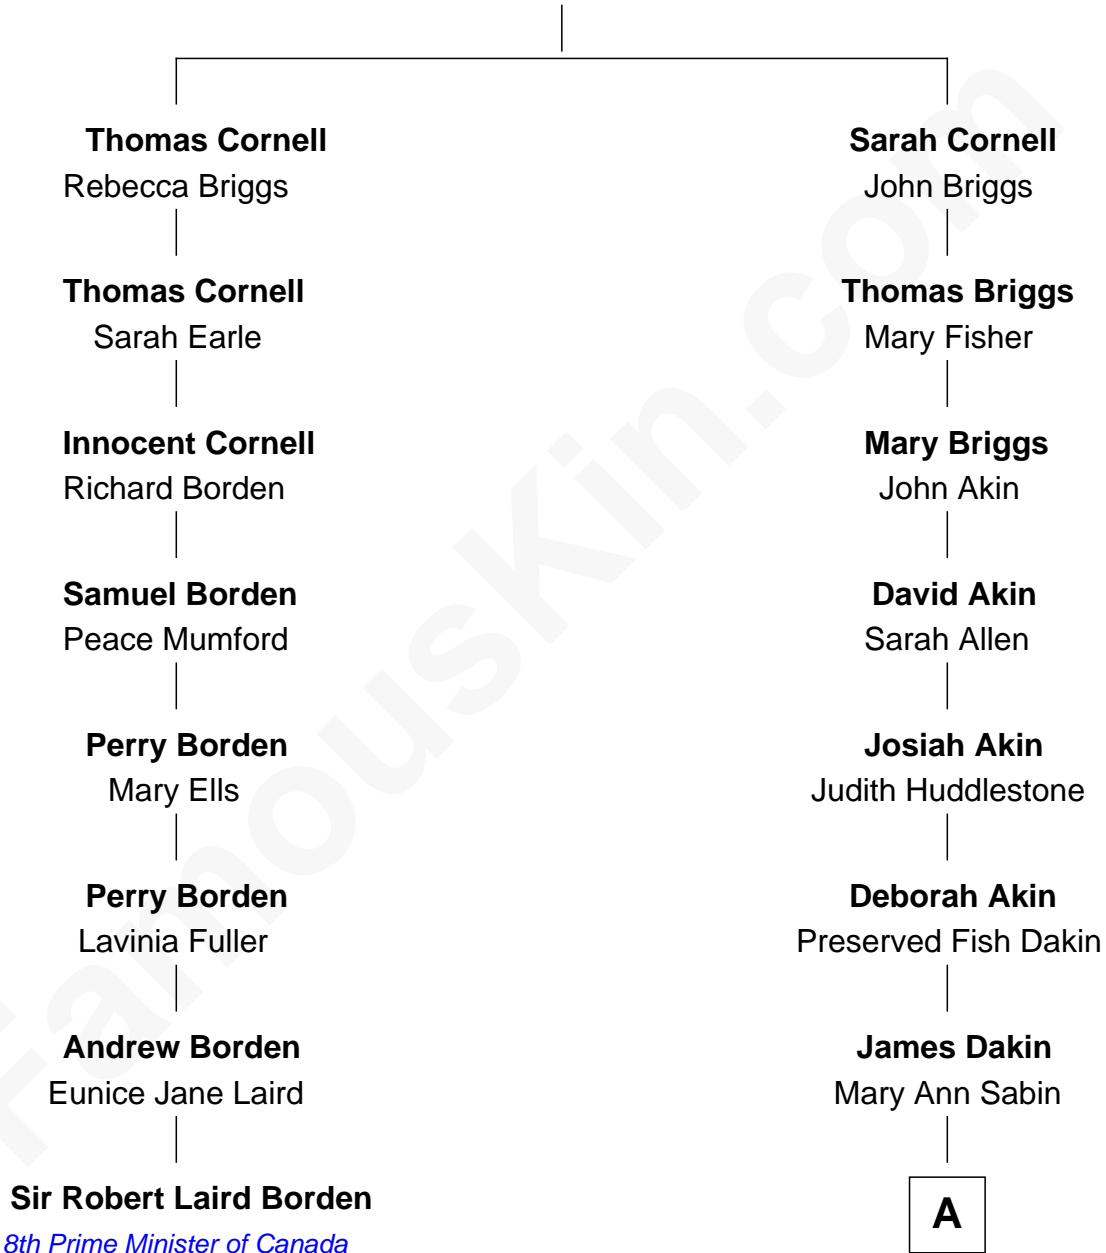 Thomas Cornell
Rebecca Briggs
Thomas Cornell
Sarah Earle
Innocent Cornell
Richard Borden
Samuel Borden
Peace Mumford
Perry Borden
Mary Ells
Perry Borden
Lavinia Fuller
Andrew Borden
Eunice Jane Laird
Sir Robert Laird Borden
8th Prime Minister of Canada
Sarah Cornell
John Briggs
Thomas Briggs
Mary Fisher
Mary Briggs
John Akin
David Akin
Sarah Allen
Josiah Akin
Judith Huddlestone
Deborah Akin
Preserved Fish Dakin
James Dakin
Mary Ann Sabin
A
FamousKin.com